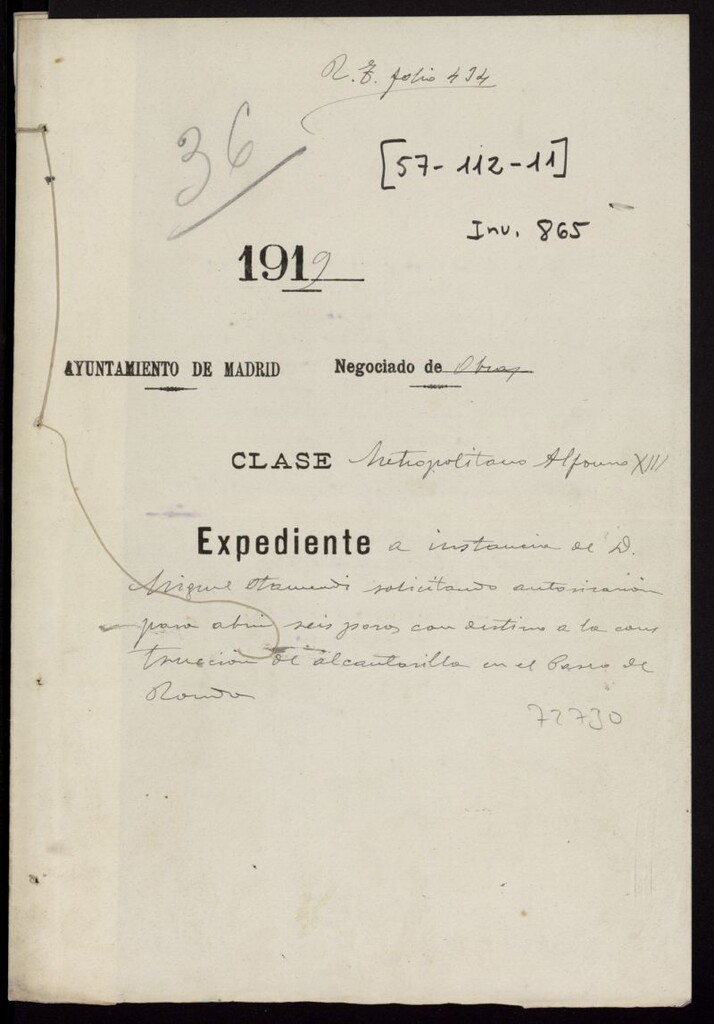 R. E. folio 434
36
[57-112-11]
Inv. 865
1919
AYUNTAMIENTO DE MADRID Negociado de Obras
CLASE Metropolitano Alfonso XIII
Expediente a instancia de D.
Miguel Otamendi solicitando autorización
para abrir seis pozos con destino a la cons
trucción de alcantarilla en el Paseo de
Ronda
72730